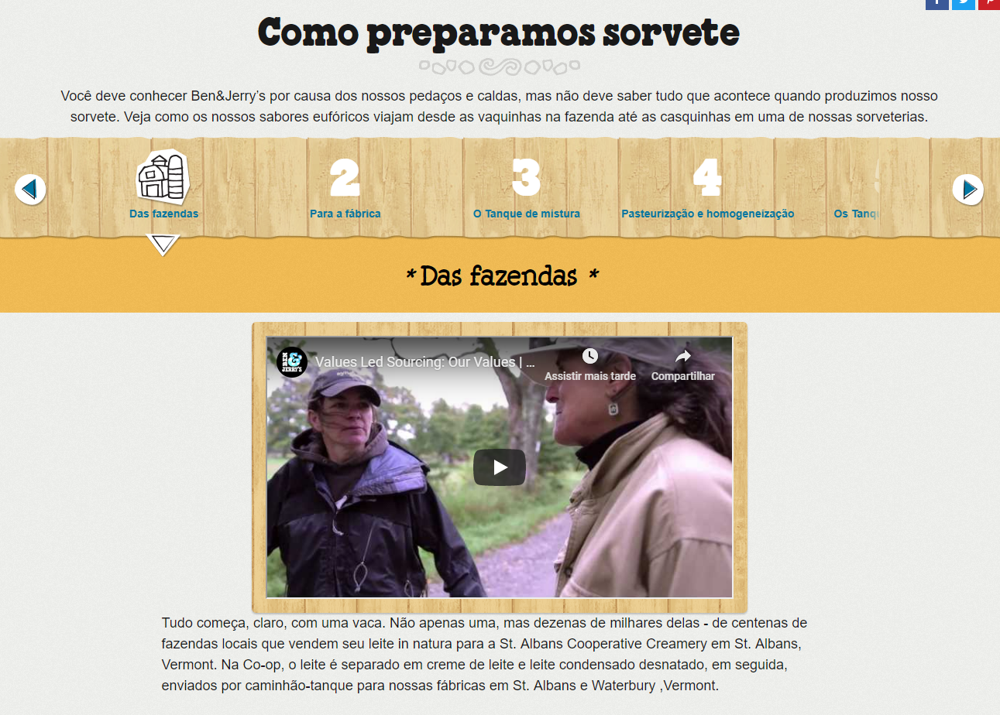 Como preparamos sorvete
Você deve conhecer Ben&Jerry's por causa dos nossos pedaços e caldas, mas não deve saber tudo que acontece quando produzimos nosso
sorvete. Veja como os nossos sabores eufóricos viajam desde as vaquinhas na fazenda até as casquinhas em uma de nossas sorveterias.
2
3
4
Das fazendas
Para a fábrica
O Tanque de mistura
Pasteurização e homogeneização
Os Tanq
* Das fazendas *
BEN & JERRY'S
Values Led Sourcing: Our Values | ...
Assistir mais tarde
Compartilhar
Tudo começa, claro, com uma vaca. Não apenas uma, mas dezenas de milhares delas - de centenas de
fazendas locais que vendem seu leite in natura para a St. Albans Cooperative Creamery em St. Albans,
Vermont. Na Co-op, o leite é separado em creme de leite e leite condensado desnatado, em seguida,
enviados por caminhão-tanque para nossas fábricas em St. Albans e Waterbury ,Vermont.